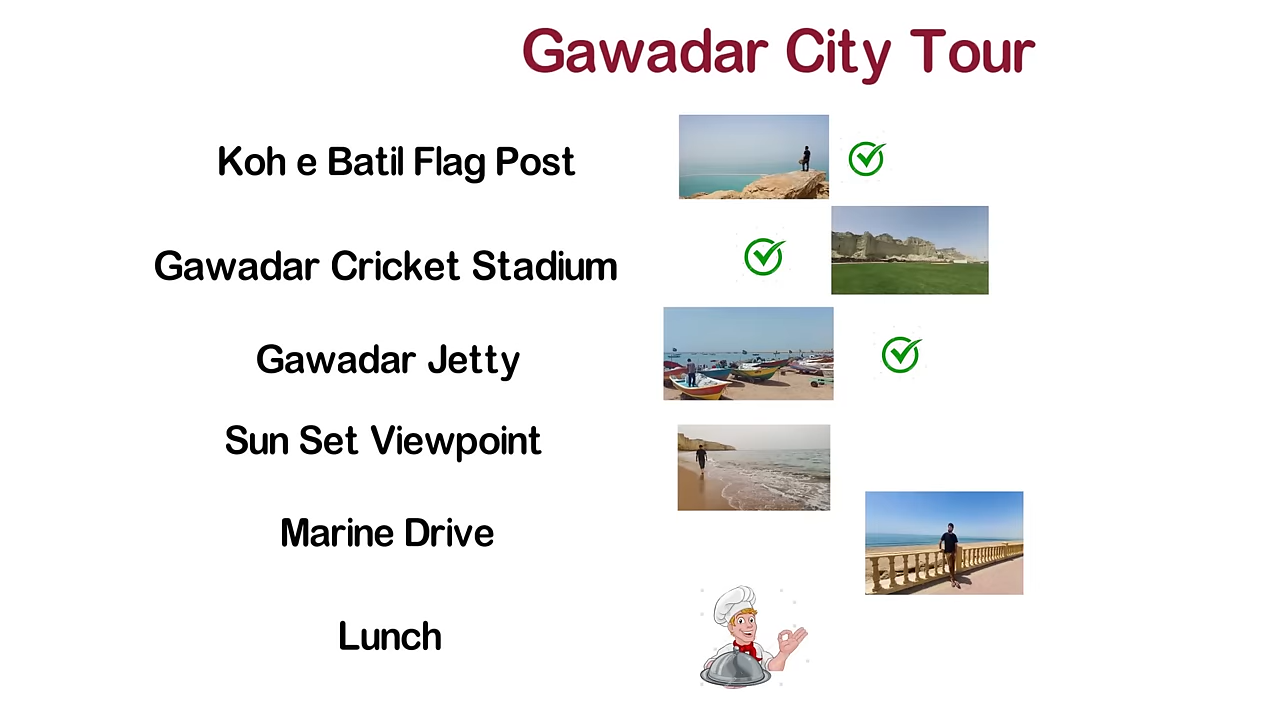 Gawadar City Tour
Koh e Batil Flag Post
Gawadar Cricket Stadium
Gawadar Jetty
Sun Set Viewpoint
Marine Drive
Lunch